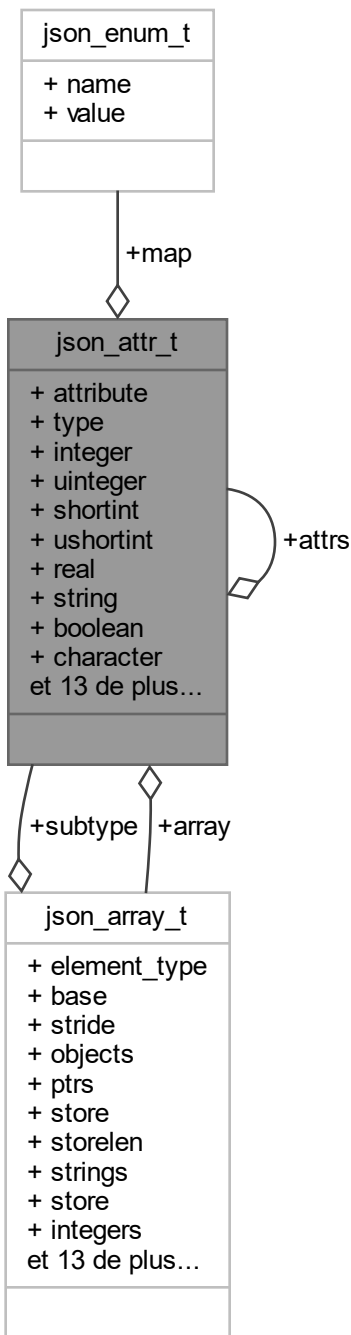 json_enum_t
+ name
+ value
+map
json_attr_t
+ attribute
+ type
+ integer
+ uinteger
+ shortint
+ ushortint
+ real
+ string
+ boolean
+ character
et 13 de plus...
+attrs
+subtype
+array
json_array_t
+ element_type
+ base
+ stride
+ objects
+ ptrs
+ store
+ storelen
+ strings
+ store
+ integers
et 13 de plus...